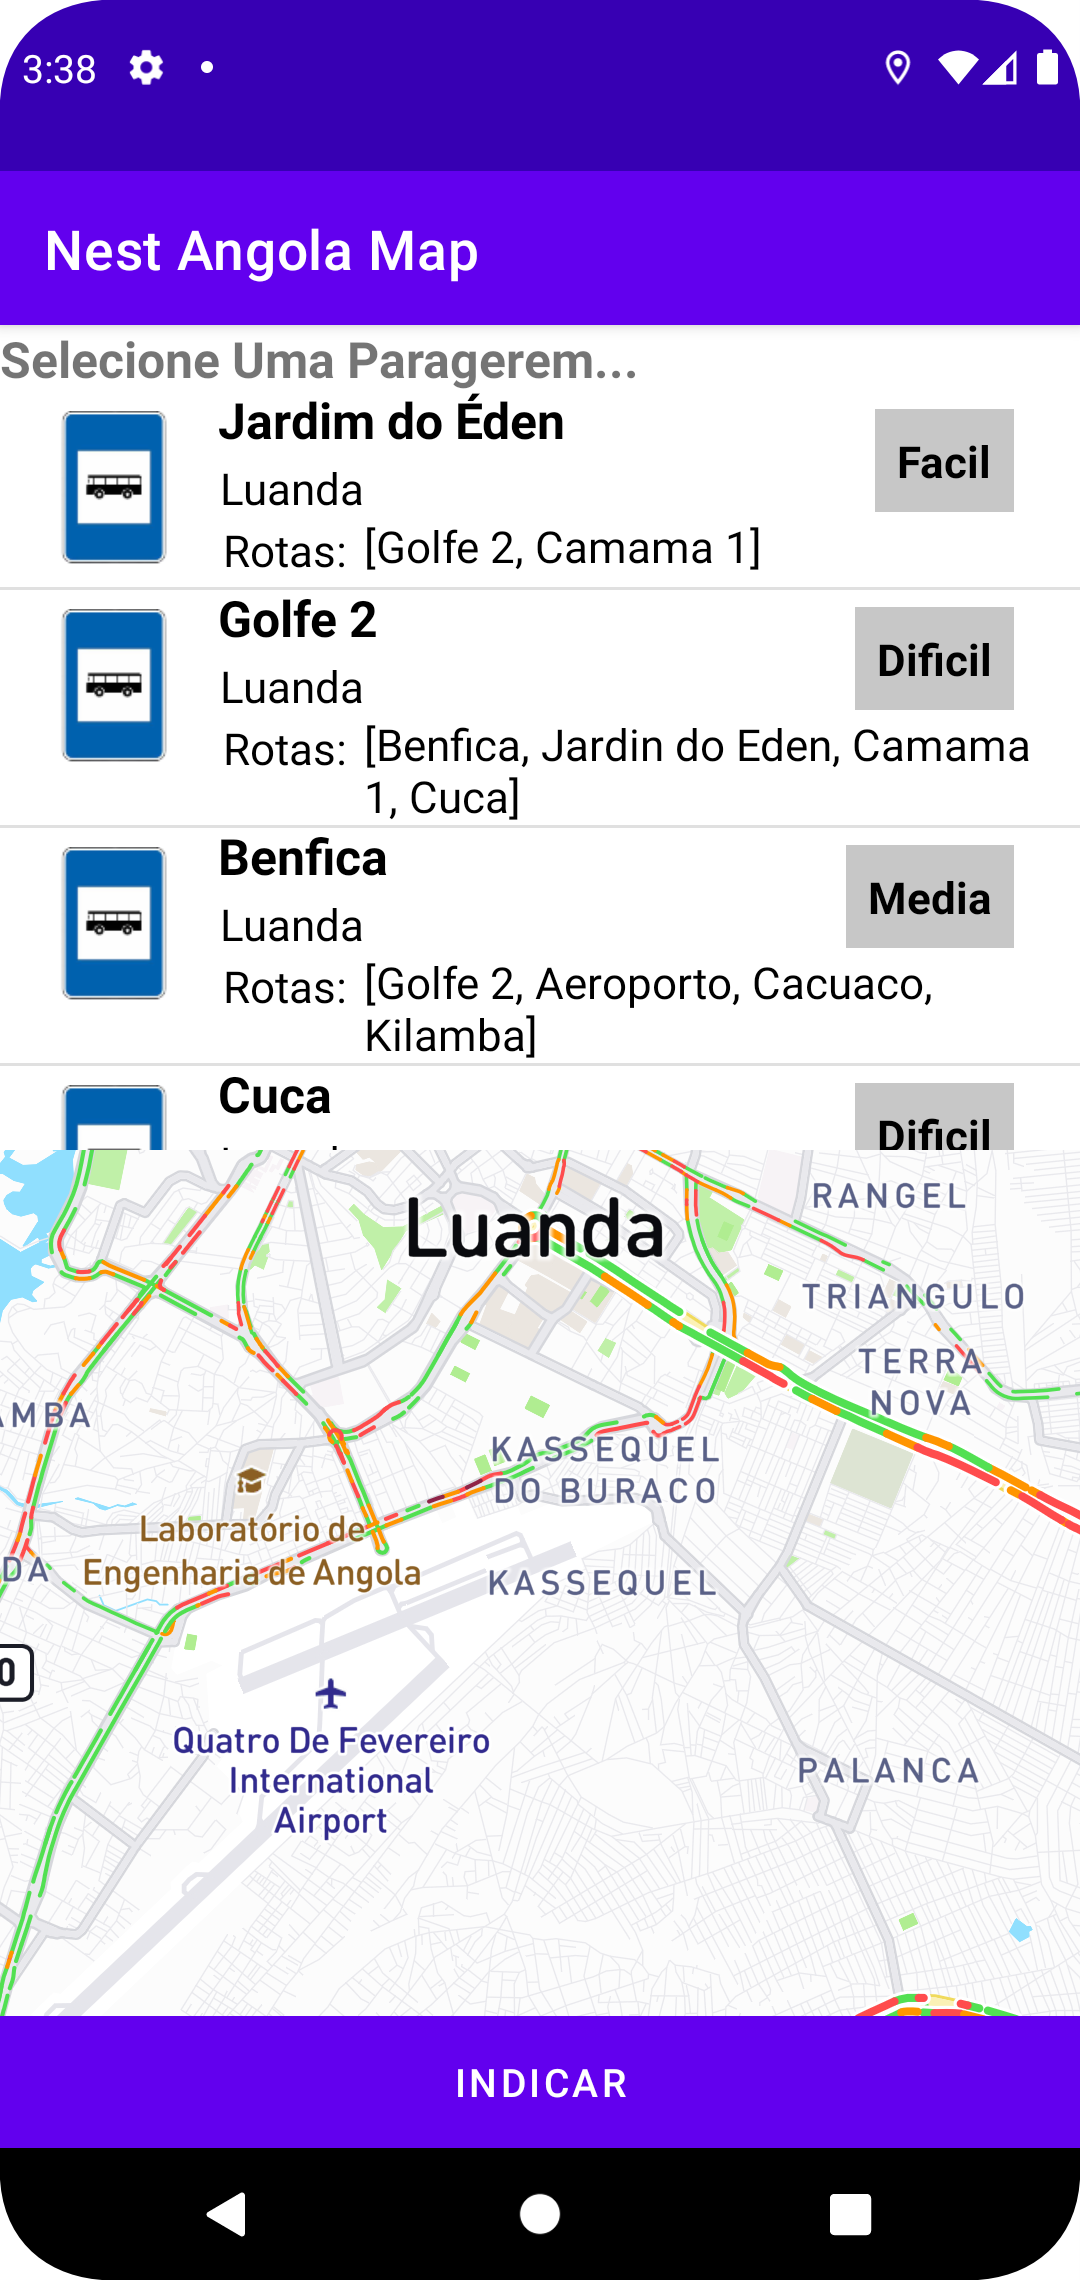 3:38
Nest Angola Map
Selecione Uma Paragerem...
Jardim do Éden
Facil
Luanda
Rotas: [Golfe 2, Camama 1]
Golfe 2
Dificil
Luanda
Rotas: [Benfica, Jardin do Eden, Camama
1, Cuca]
Benfica
Media
Luanda
Rotas: [Golfe 2, Aeroporto, Cacuaco,
Kilamba]
Cuca
Dificil
RANGEL
Luanda
TRIANGULO
TERRA
NOVA
AMBA
KASSEQUEL
DO BURACO
Laboratório de
Engenharia de Angola
DA
KASSEQUEL
0
Quatro De Fevereiro
International
Airport
PALANCA
INDICAR